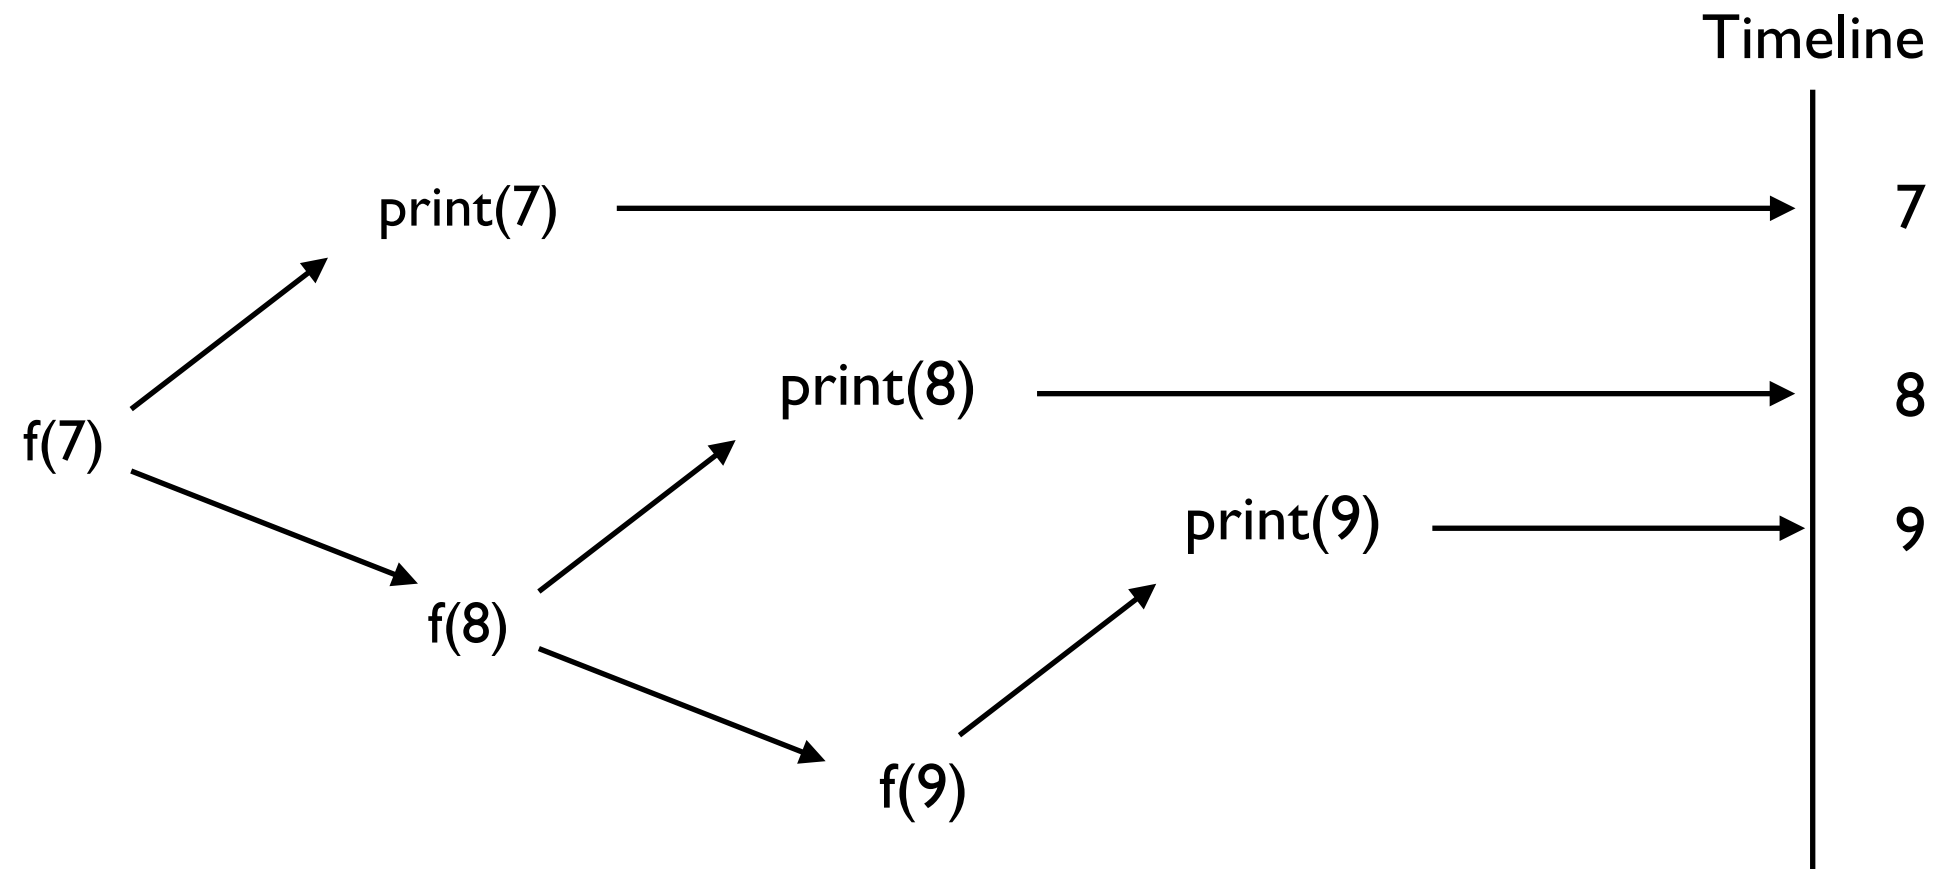 Timeline
print(7)
7
print(8)
8
f(7)
print(9)
9
f(8)
f(9)